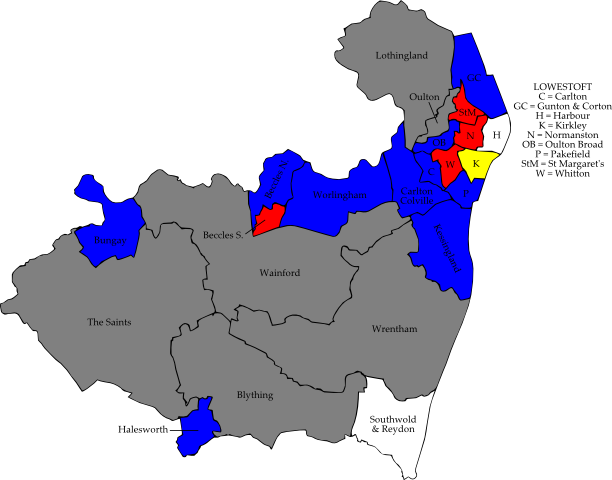 Lothingland
GC
Oulton
StM
N
H
OB
W
K
C
P
Worlingham
Carlton
Colville
Kessingland
Beccles S.
Bungay
Wainford
The Saints
Wrentham
Blything
Halesworth
Southwold
& Reydon
LOWESTOFT
C = Carlton
GC = Gunton & Corton
H = Harbour
K = Kirkley
N = Normanston
OB = Oulton Broad
P = Pakefield
StM = St Margaret's
W = Whitton